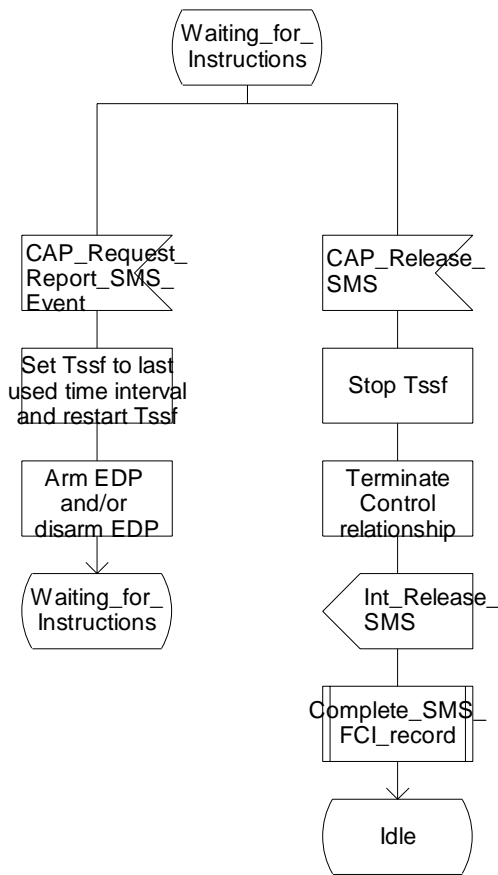 Waiting_for_
Instructions
CAP_Request_
Report_SMS_
Event
Set Tssf to last
used time interval
and restart Tssf
Arm EDP
and/or
disarm EDP
Waiting_for_
Instructions
CAP_Release_
SMS
Stop Tssf
Terminate
Control
relationship
Int_Release_
SMS
Complete_SMS_
FCI_record
Idle